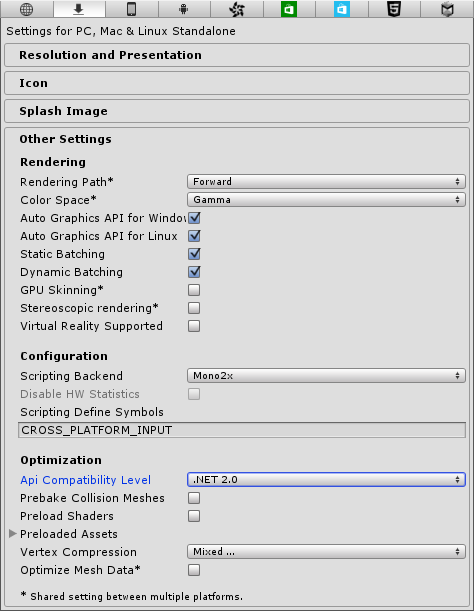 Settings for PC, Mac & Linux Standalone
Resolution and Presentation
Icon
Splash Image
Other Settings
Rendering
Rendering Path* Forward
Color Space* Gamma
Auto Graphics API for Window
Auto Graphics API for Linux
Static Batching
Dynamic Batching
GPU Skinning*
Stereoscopic rendering*
Virtual Reality Supported
Configuration
Scripting Backend Mono2x
Disable HW Statistics
Scripting Define Symbols
CROSS_PLATFORM_INPUT
Optimization
Api Compatibility Level .NET 2.0
Prebake Collision Meshes
Preload Shaders
Preloaded Assets
Vertex Compression Mixed ...
Optimize Mesh Data*
* Shared setting between multiple platforms.